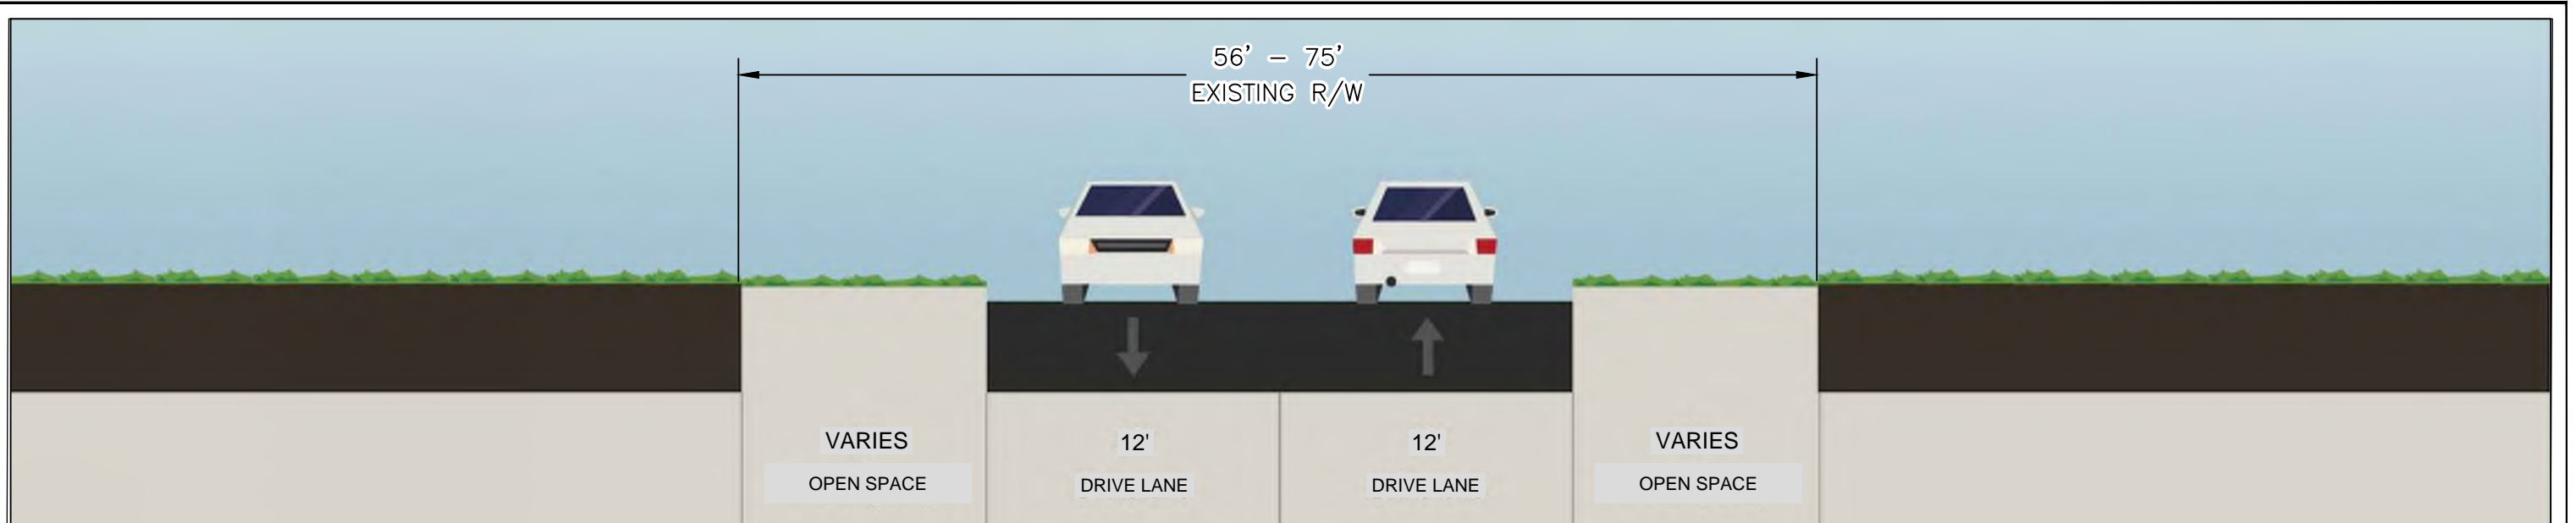 56' - 75'
EXISTING R/W
VARIES
OPEN SPACE
12'
DRIVE LANE
12'
DRIVE LANE
VARIES
OPEN SPACE